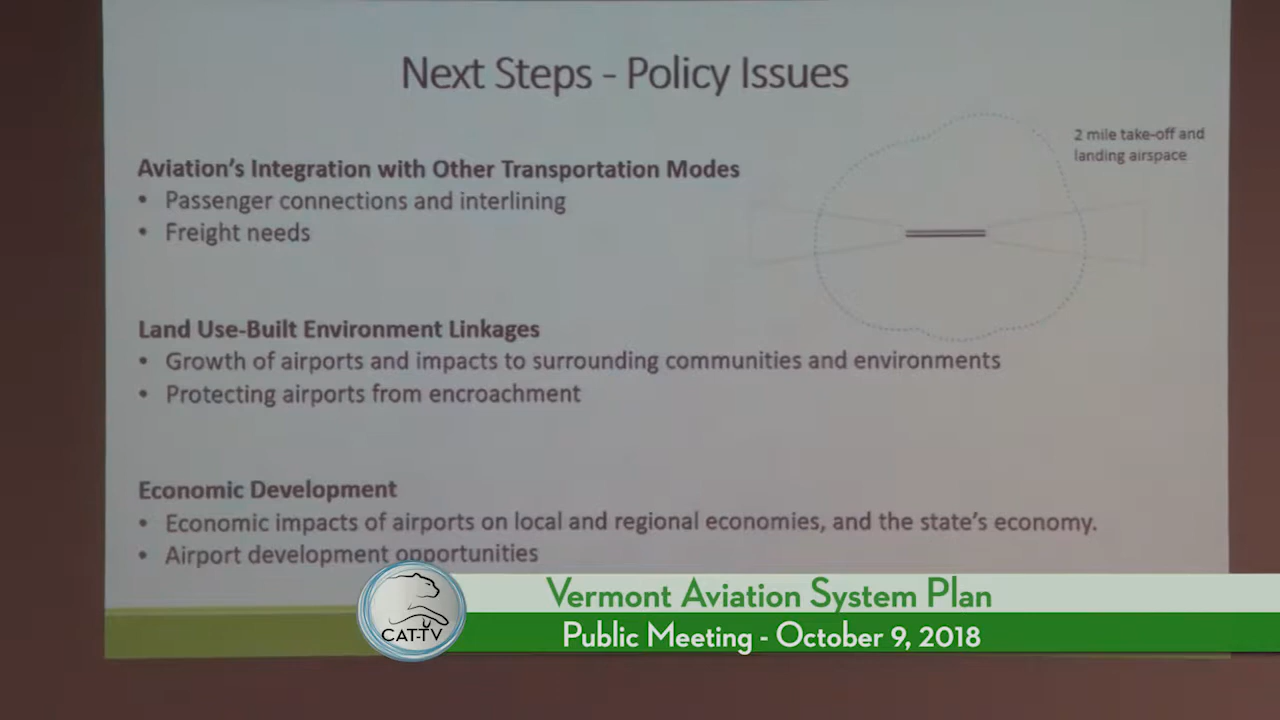 Next Steps - Policy Issues
2 mile take-off and
landing airspace
Aviation's Integration with Other Transportation Modes
• Passenger connections and interlining
• Freight needs
Land Use-Built Environment Linkages
• Growth of airports and impacts to surrounding communities and environments
• Protecting airports from encroachment
Economic Development
• Economic impacts of airports on local and regional economies, and the state's economy.
• Airport development opportunities
CAT-TV
Vermont Aviation System Plan
Public Meeting - October 9, 2018